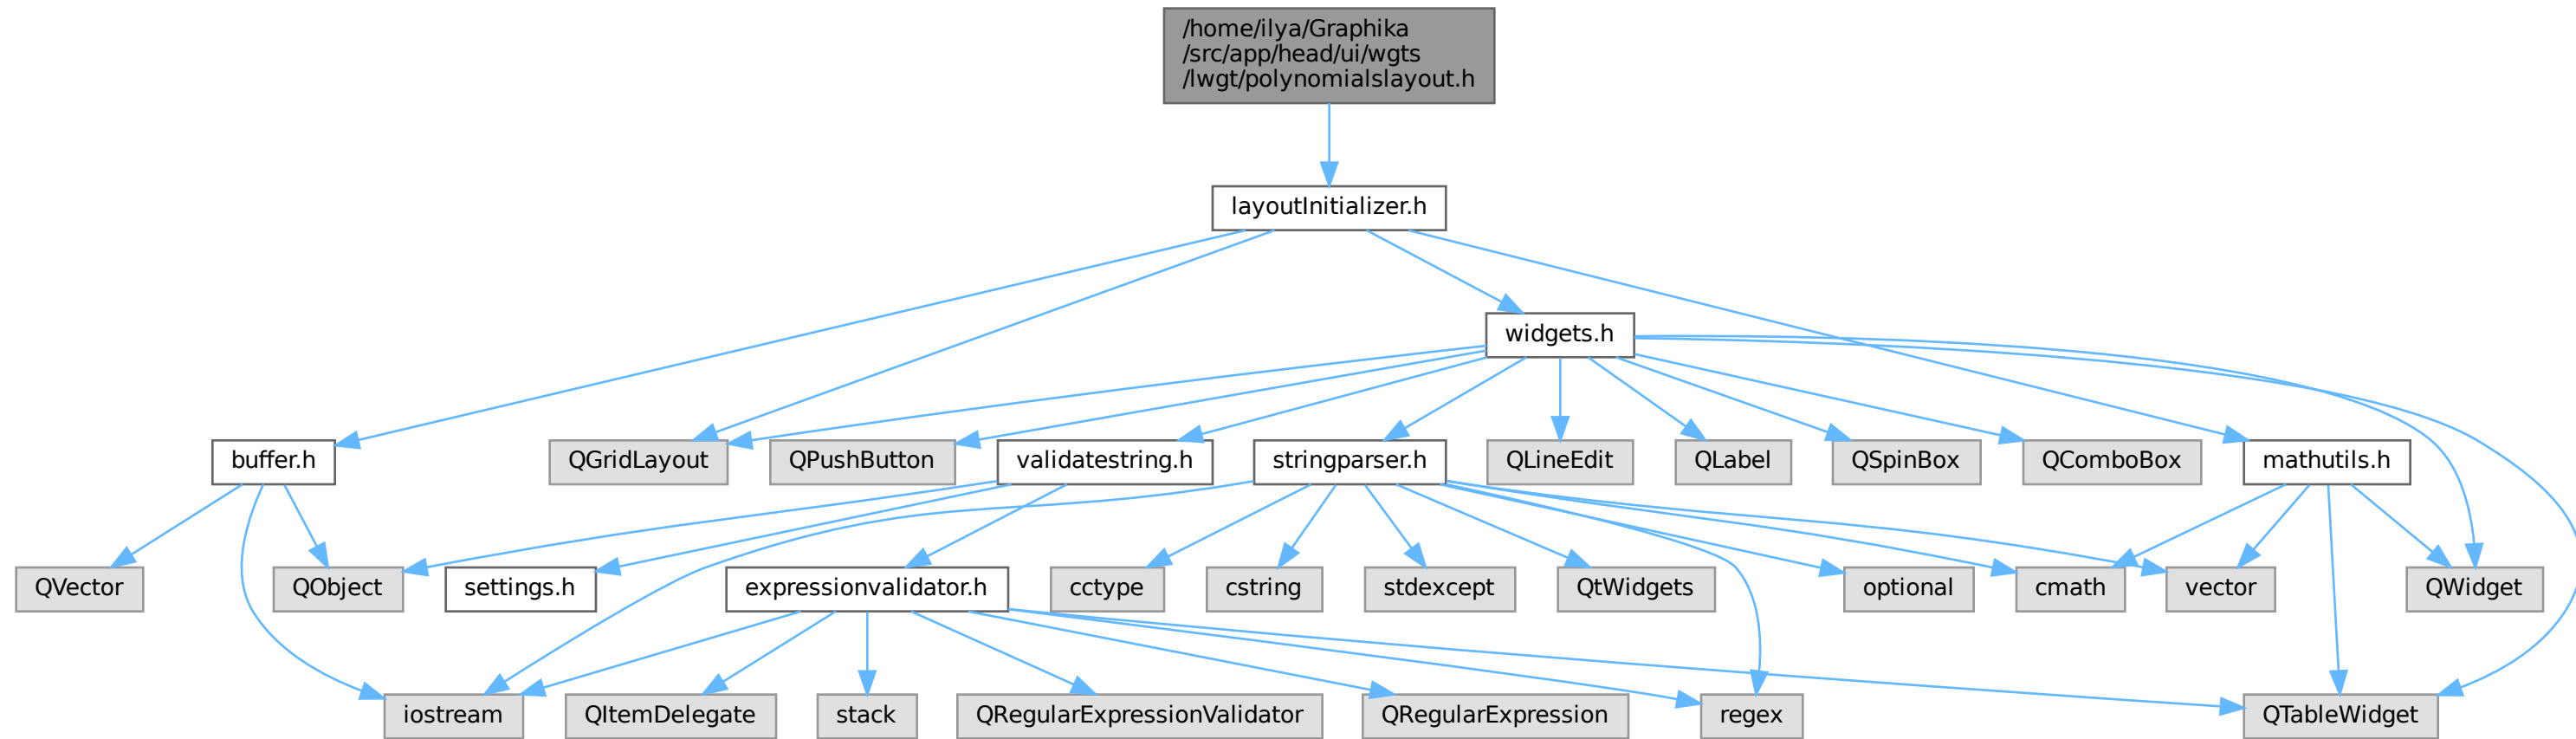 /home/ilya/Graphika
/src/app/head/ui/wgts
/lwgt/polynomialslayout.h
layoutInitializer.h
widgets.h
buffer.h
QGridLayout
QPushButton
validatestring.h
stringparser.h
QLineEdit
QLabel
QSpinBox
QComboBox
mathutils.h
QVector
QObject
settings.h
expressionvalidator.h
cctype
cstring
stdexcept
QtWidgets
optional
cmath
vector
QWidget
iostream
QItemDelegate
stack
QRegularExpressionValidator
QRegularExpression
regex
QTableWidget